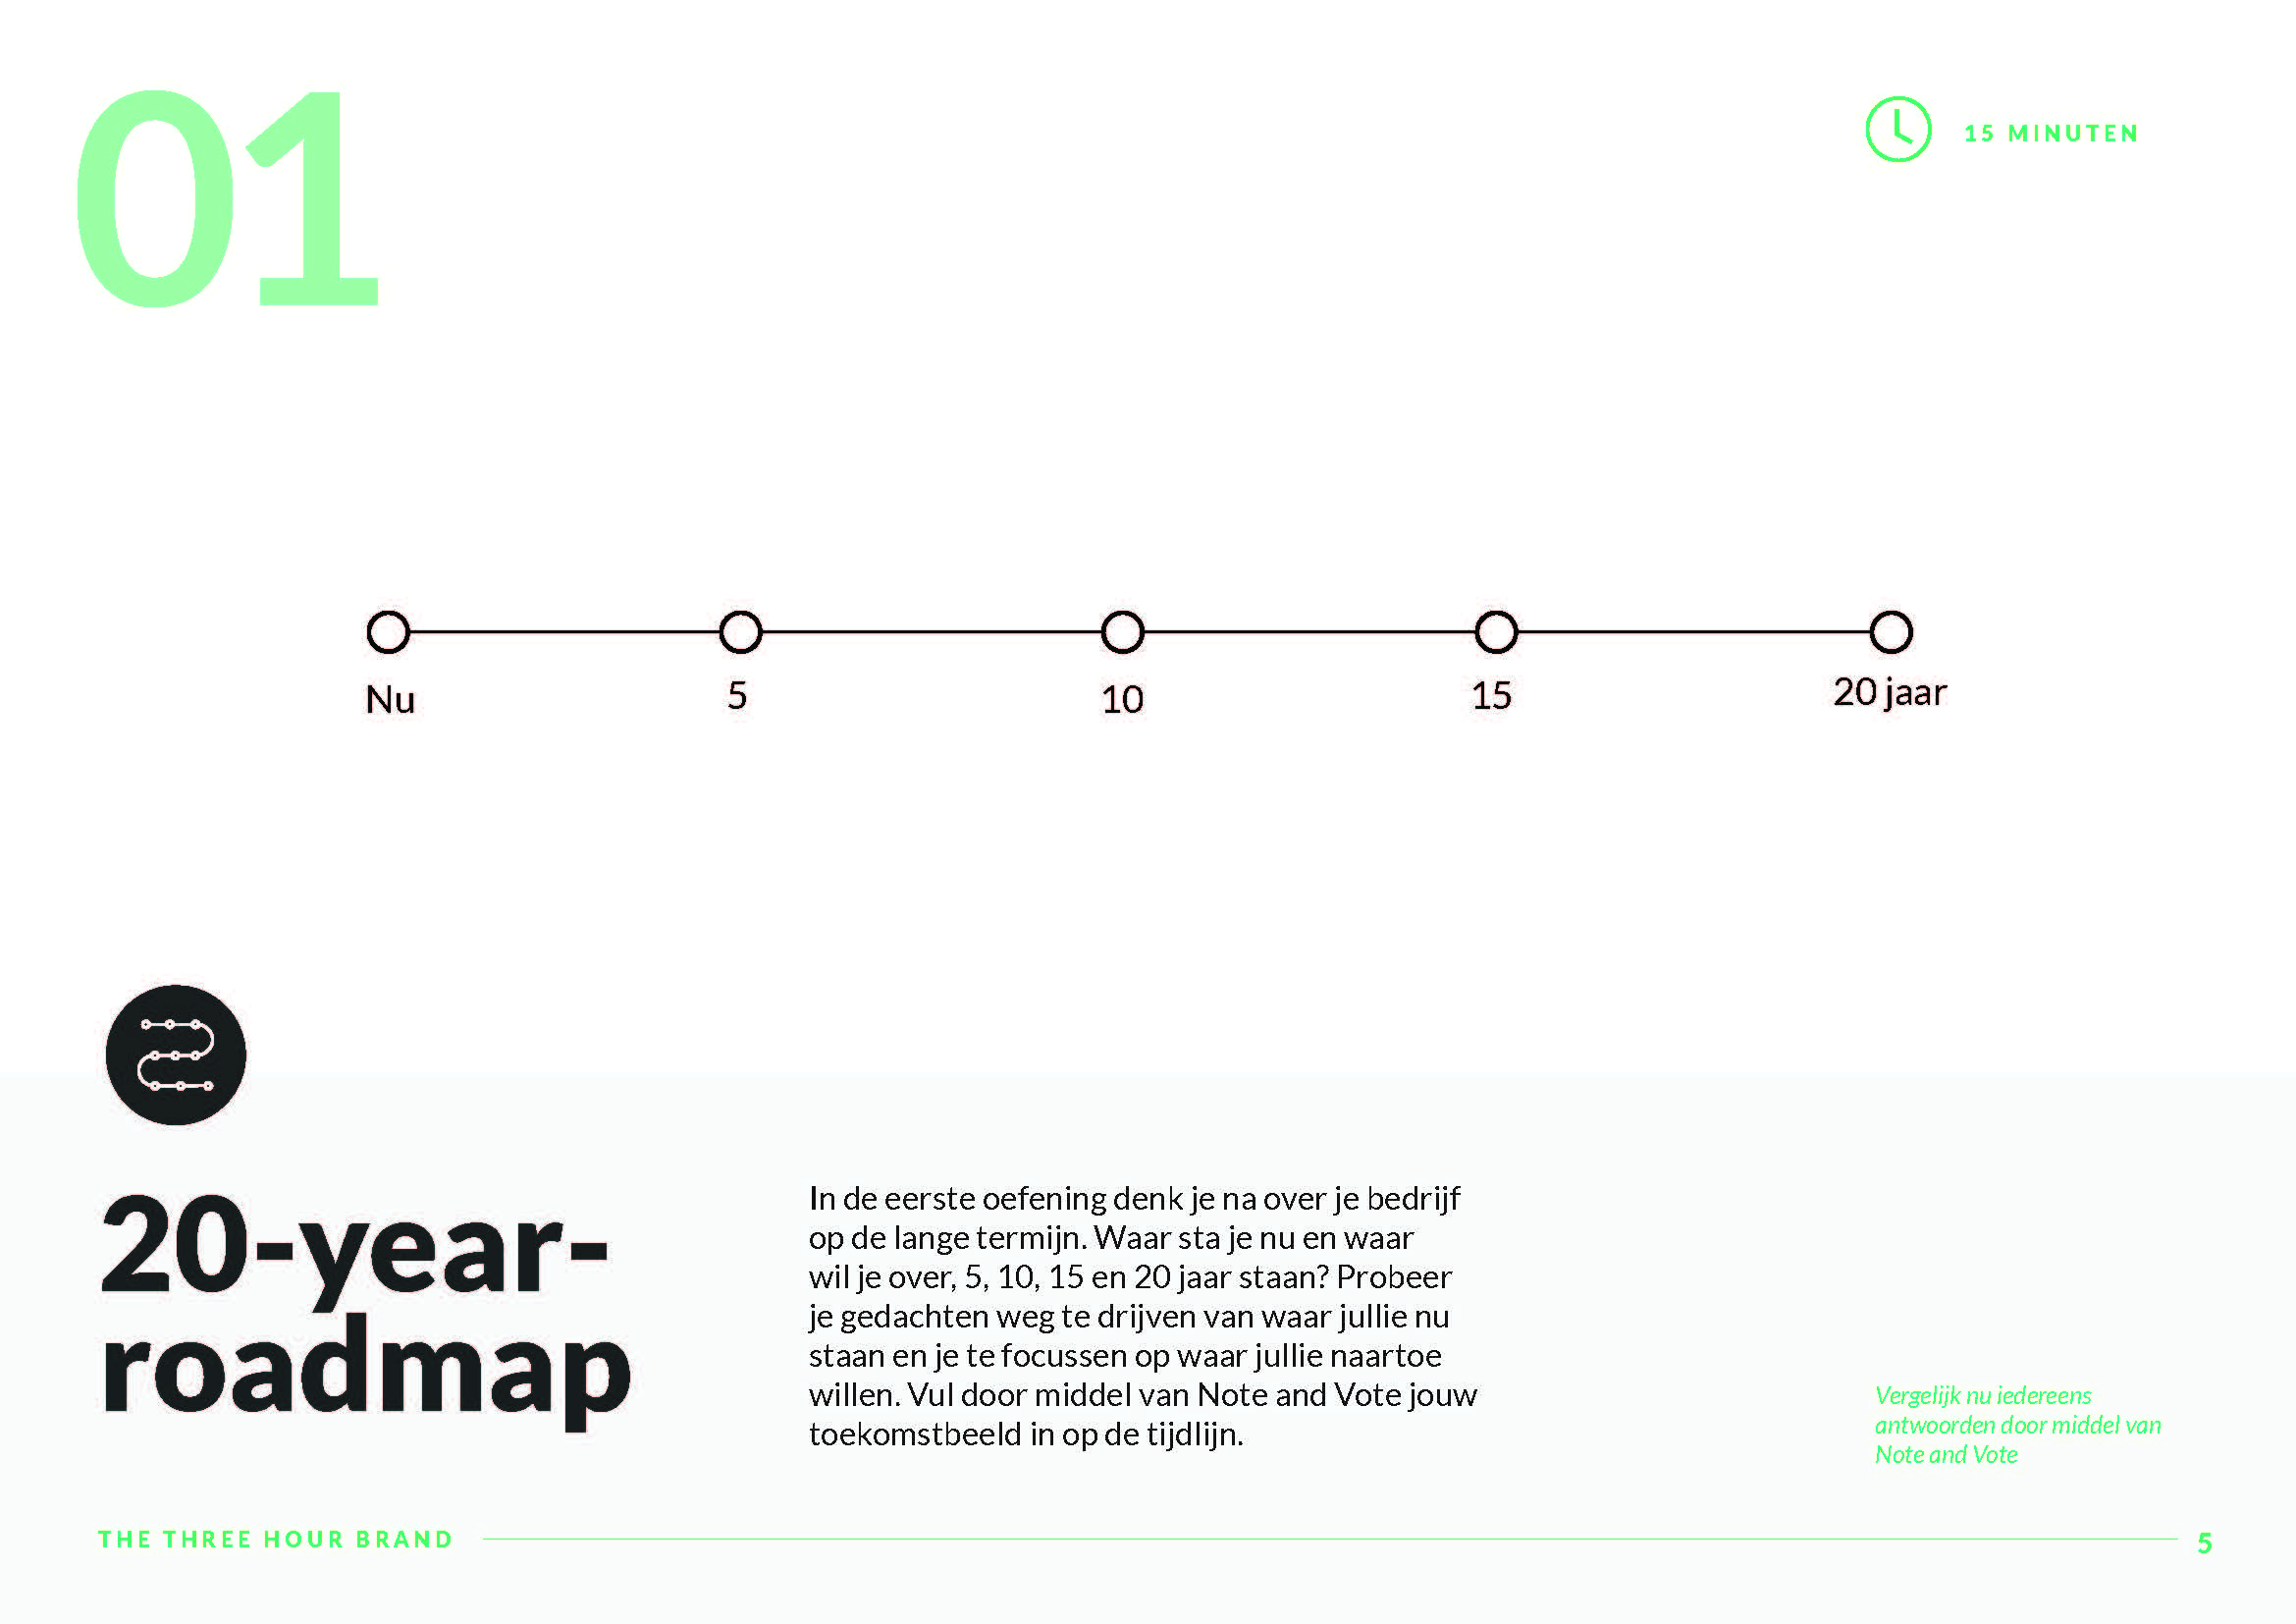 01
15 MINUTEN
Nu
5
10
15
20 jaar
20-year-
roadmap
In de eerste oefening denk je na over je bedrijf
op de lange termijn. Waar sta je nu en waar
wil je over, 5, 10, 15 en 20 jaar staan? Probeer
je gedachten weg te drijven van waar jullie nu
staan en je te focussen op waar jullie naartoe
willen. Vul door middel van Note and Vote jouw
toekomstbeeld in op de tijdlijn.
Vergelijk nu iedereens
antwoorden door middel van
Note and Vote
THE THREE HOUR BRAND
5